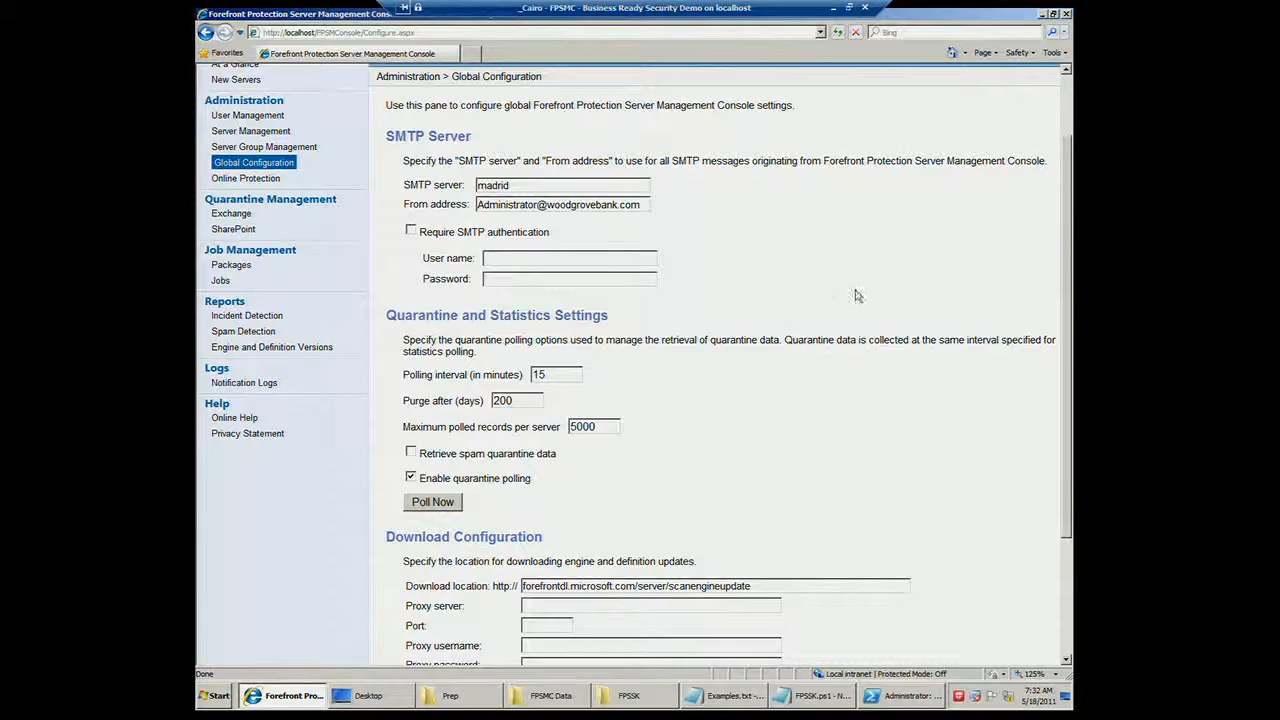 _Cairo - FPSMC - Business Ready Security Demo on localhost
Forefront Protection Server Management Cons
http://localhost/FPSMConsole/Configure.aspx
Bing
Favorites
Forefront Protection Server Management Console
Page
Safety
Tools
At a Glance
New Servers
Administration
User Management
Server Management
Server Group Management
Global Configuration
Online Protection
Quarantine Management
Exchange
SharePoint
Job Management
Packages
Jobs
Reports
Incident Detection
Spam Detection
Engine and Definition Versions
Logs
Notification Logs
Help
Online Help
Privacy Statement
Administration > Global Configuration
Use this pane to configure global Forefront Protection Server Management Console settings.
SMTP Server
Specify the "SMTP server" and "From address" to use for all SMTP messages originating from Forefront Protection Server Management Console.
SMTP server: madrid
From address: Administrator@woodgrovebank.com
Require SMTP authentication
User name:
Password:
Quarantine and Statistics Settings
Specify the quarantine polling options used to manage the retrieval of quarantine data. Quarantine data is collected at the same interval specified for
statistics polling.
Polling interval (in minutes) 15
Purge after (days) 200
Maximum polled records per server 5000
Retrieve spam quarantine data
Enable quarantine polling
Poll Now
Download Configuration
Specify the location for downloading engine and definition updates.
Download location: http:// forefrontdl.microsoft.com/server/scanengineupdate
Proxy server:
Port:
Proxy username:
Proxy password:
Done
Local intranet | Protected Mode: Off
125%
Start
Forefront Pro...
Desktop
Prep
FPSMC Data
FPSSK
Examples.txt -...
FPSSK.ps1 - N...
Administrator: ...
7:32 AM
5/18/2011